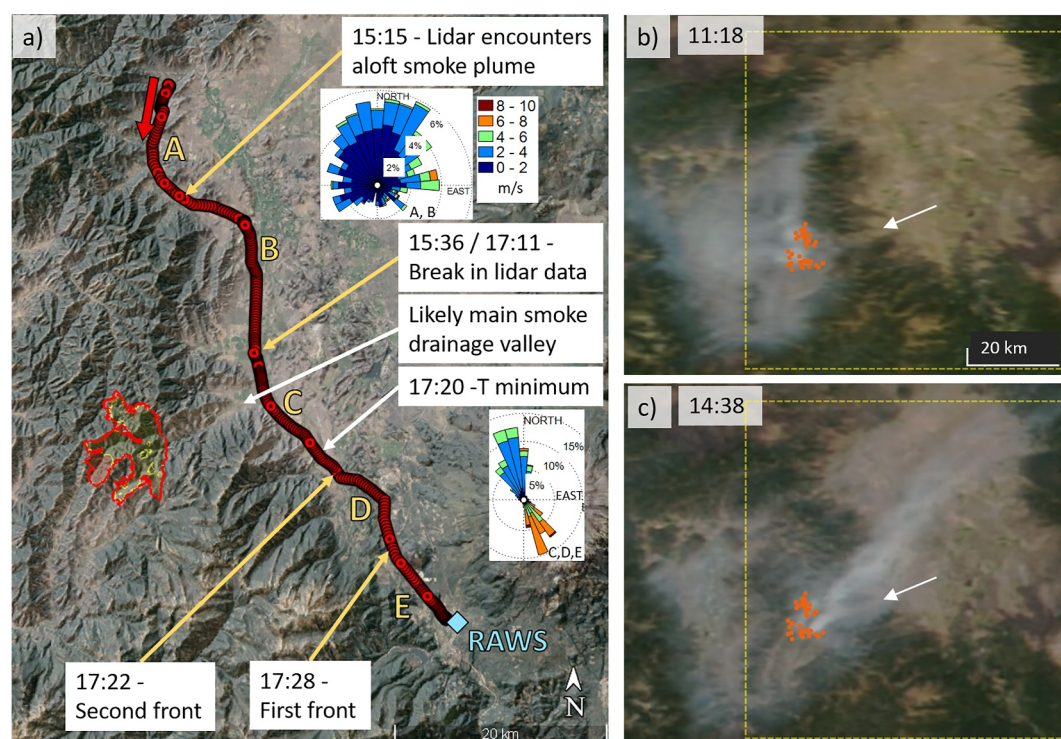 a)
15:15 - Lidar encounters
aloft smoke plume
NORTH
6%
4%
2%
EAST
A, B
8 - 10
6 - 8
4 - 6
2 - 4
0 - 2
m/s
A
B
15:36 / 17:11 -
Break in lidar data
Likely main smoke
drainage valley
17:20 -T minimum
C
NORTH
15%
10%
5%
EAST
C,D,E
D
E
RAWS
17:22 -
Second front
17:28 -
First front
N
20 km
b)
11:18
20 km
c)
14:38